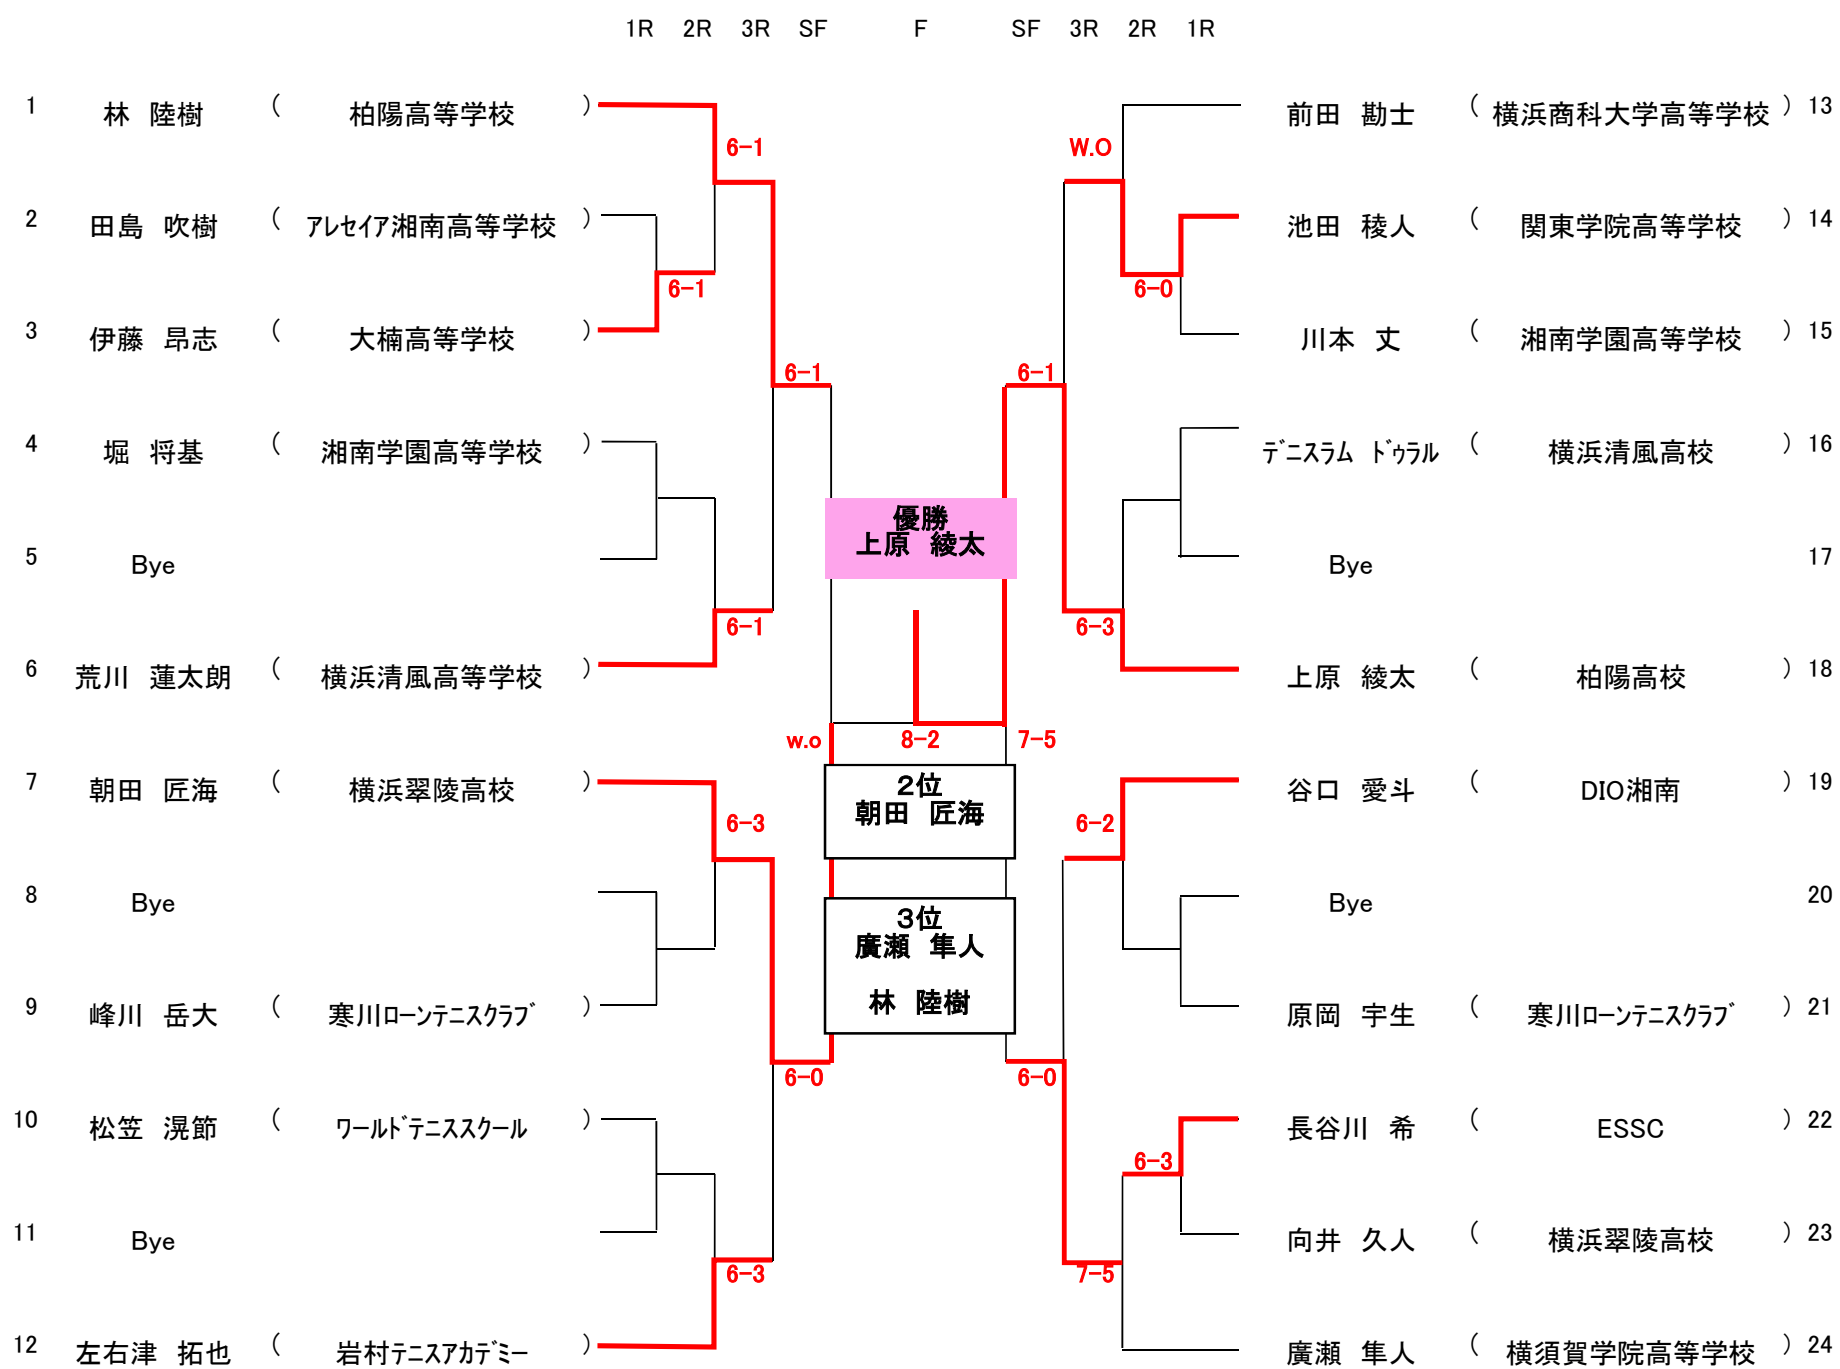 1R 2R 3R SF F SF 3R 2R 1R
1 林 陸樹 ( 柏陽高等学校 )
前田 勘士 ( 横浜商科大学高等学校 ) 13
6-1
W.O
2 田島 吹樹 ( アレセイア湘南高等学校 )
池田 稜人 ( 関東学院高等学校 ) 14
6-1
6-0
3 伊藤 昂志 ( 大楠高等学校 )
川本 丈 ( 湘南学園高等学校 ) 15
6-1
6-1
4 堀 将基 ( 湘南学園高等学校 )
デニスラム ドゥラル ( 横浜清風高校 ) 16
優勝
上原 綾太
5 Bye
Bye 17
6-1
6-3
6 荒川 蓮太朗 ( 横浜清風高等学校 )
上原 綾太 ( 柏陽高校 ) 18
w.o
8-2
7-5
7 朝田 匠海 ( 横浜翠陵高校 )
2位
朝田 匠海
谷口 愛斗 ( DIO湘南 ) 19
6-3
6-2
8 Bye
Bye 20
3位
廣瀬 隼人
林 陸樹
9 峰川 岳大 ( 寒川ローンテニスクラブ )
原岡 宇生 ( 寒川ローンテニスクラブ ) 21
6-0
6-0
10 松笠 滉節 ( ワールドテニススクール )
長谷川 希 ( ESSC ) 22
6-3
11 Bye
向井 久人 ( 横浜翠陵高校 ) 23
6-3
7-5
12 左右津 拓也 ( 岩村テニスアカデミー )
廣瀬 隼人 ( 横須賀学院高等学校 ) 24